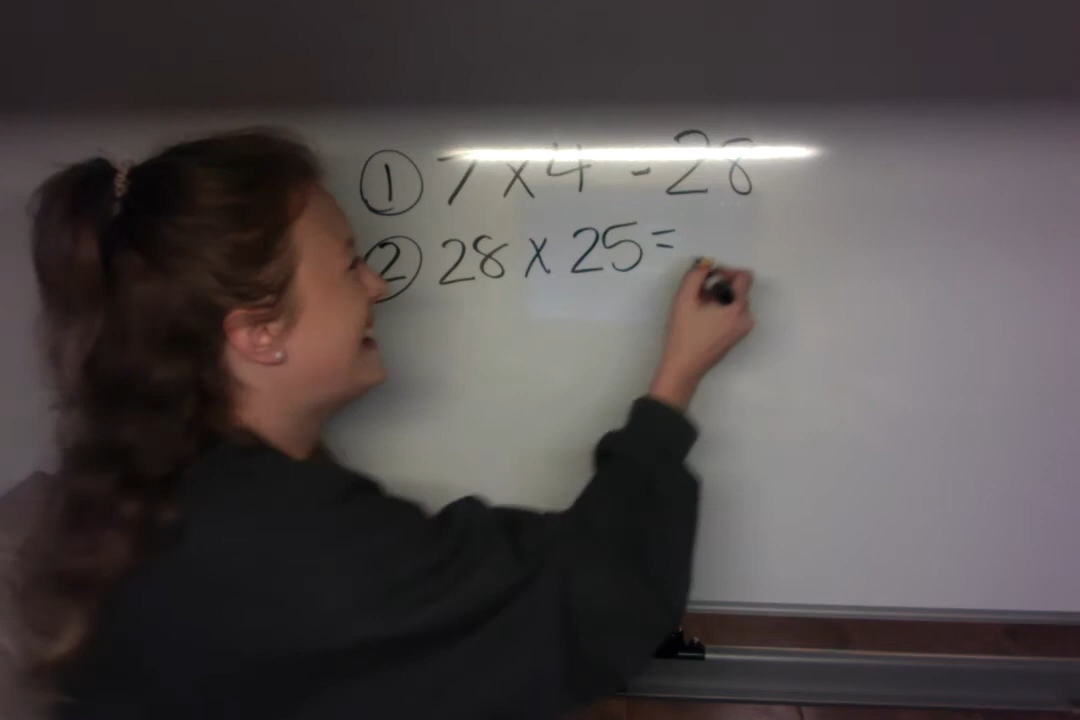 ① 7 x 4 = 28
② 28 x 25 =